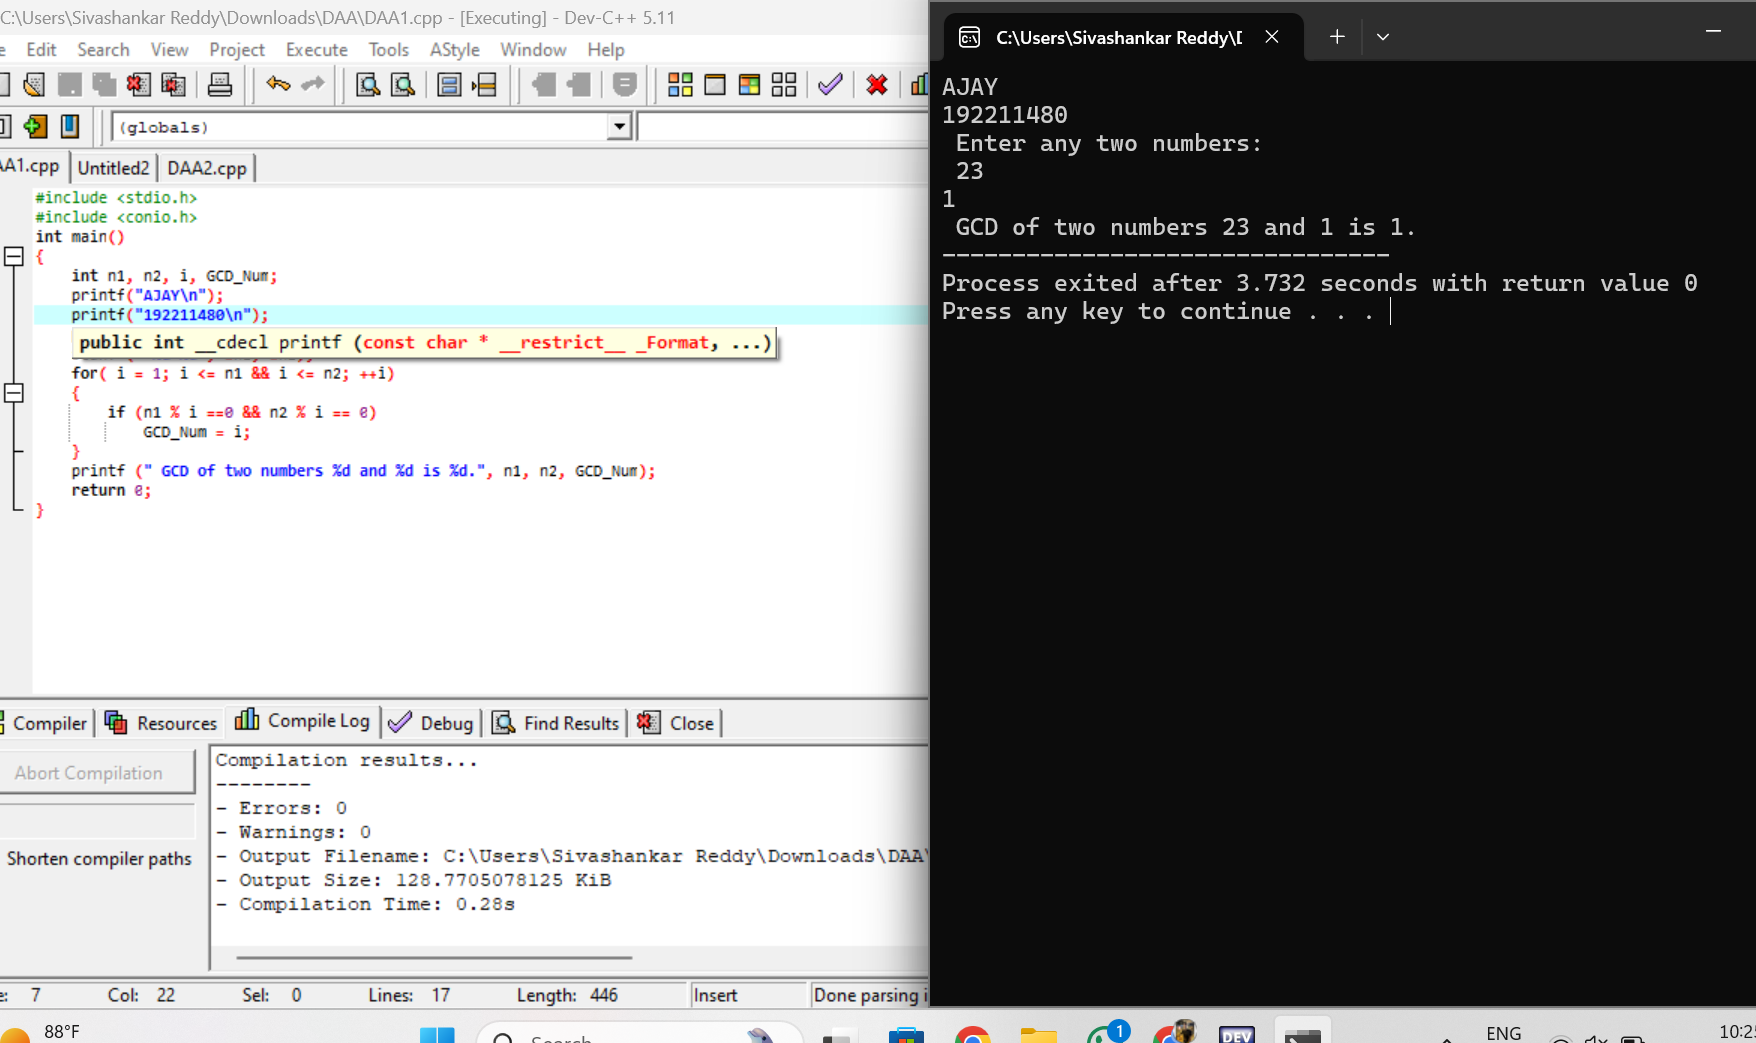 C:\Users\Sivashankar Reddy\Downloads\DAA\DAA1.cpp - [Executing] - Dev-C++ 5.11
Edit Search View Project Execute Tools AStyle Window Help
(globals)
AA1.cpp Untitled2 DAA2.cpp
#include <stdio.h>
#include <conio.h>
int main()
{
int n1, n2, i, GCD_Num;
printf("AJAY\n");
printf("192211480\n");
public int __cdecl printf (const char * __restrict__ _Format, ...)
for( i = 1; i <= n1 && i <= n2; ++i)
{
if (n1 % i ==0 && n2 % i == 0)
GCD_Num = i;
}
printf (" GCD of two numbers %d and %d is %d.", n1, n2, GCD_Num);
return 0;
}
Compiler Resources Compile Log Debug Find Results Close
Abort Compilation
Shorten compiler paths
Compilation results...
--------
- Errors: 0
- Warnings: 0
- Output Filename: C:\Users\Sivashankar Reddy\Downloads\DAA\
- Output Size: 128.7705078125 KiB
- Compilation Time: 0.28s
7 Col: 22 Sel: 0 Lines: 17 Length: 446 Insert Done parsing i
C:\Users\Sivashankar Reddy\D
AJAY
192211480
Enter any two numbers:
23
1
GCD of two numbers 23 and 1 is 1.
--------------------------------
Process exited after 3.732 seconds with return value 0
Press any key to continue . . .
88°F
Search
1
DEV
ENG
10:25